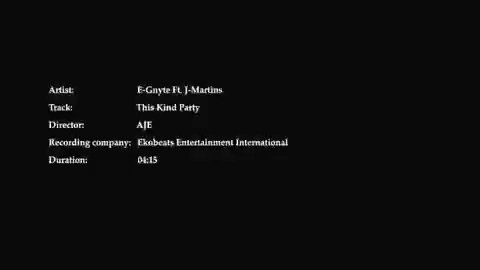 Artist: E-Gnyte Ft. J-Martins
Track: This Kind Party
Director: AJE
Recording company: Ekobeats Entertainment International
Duration: 04:15